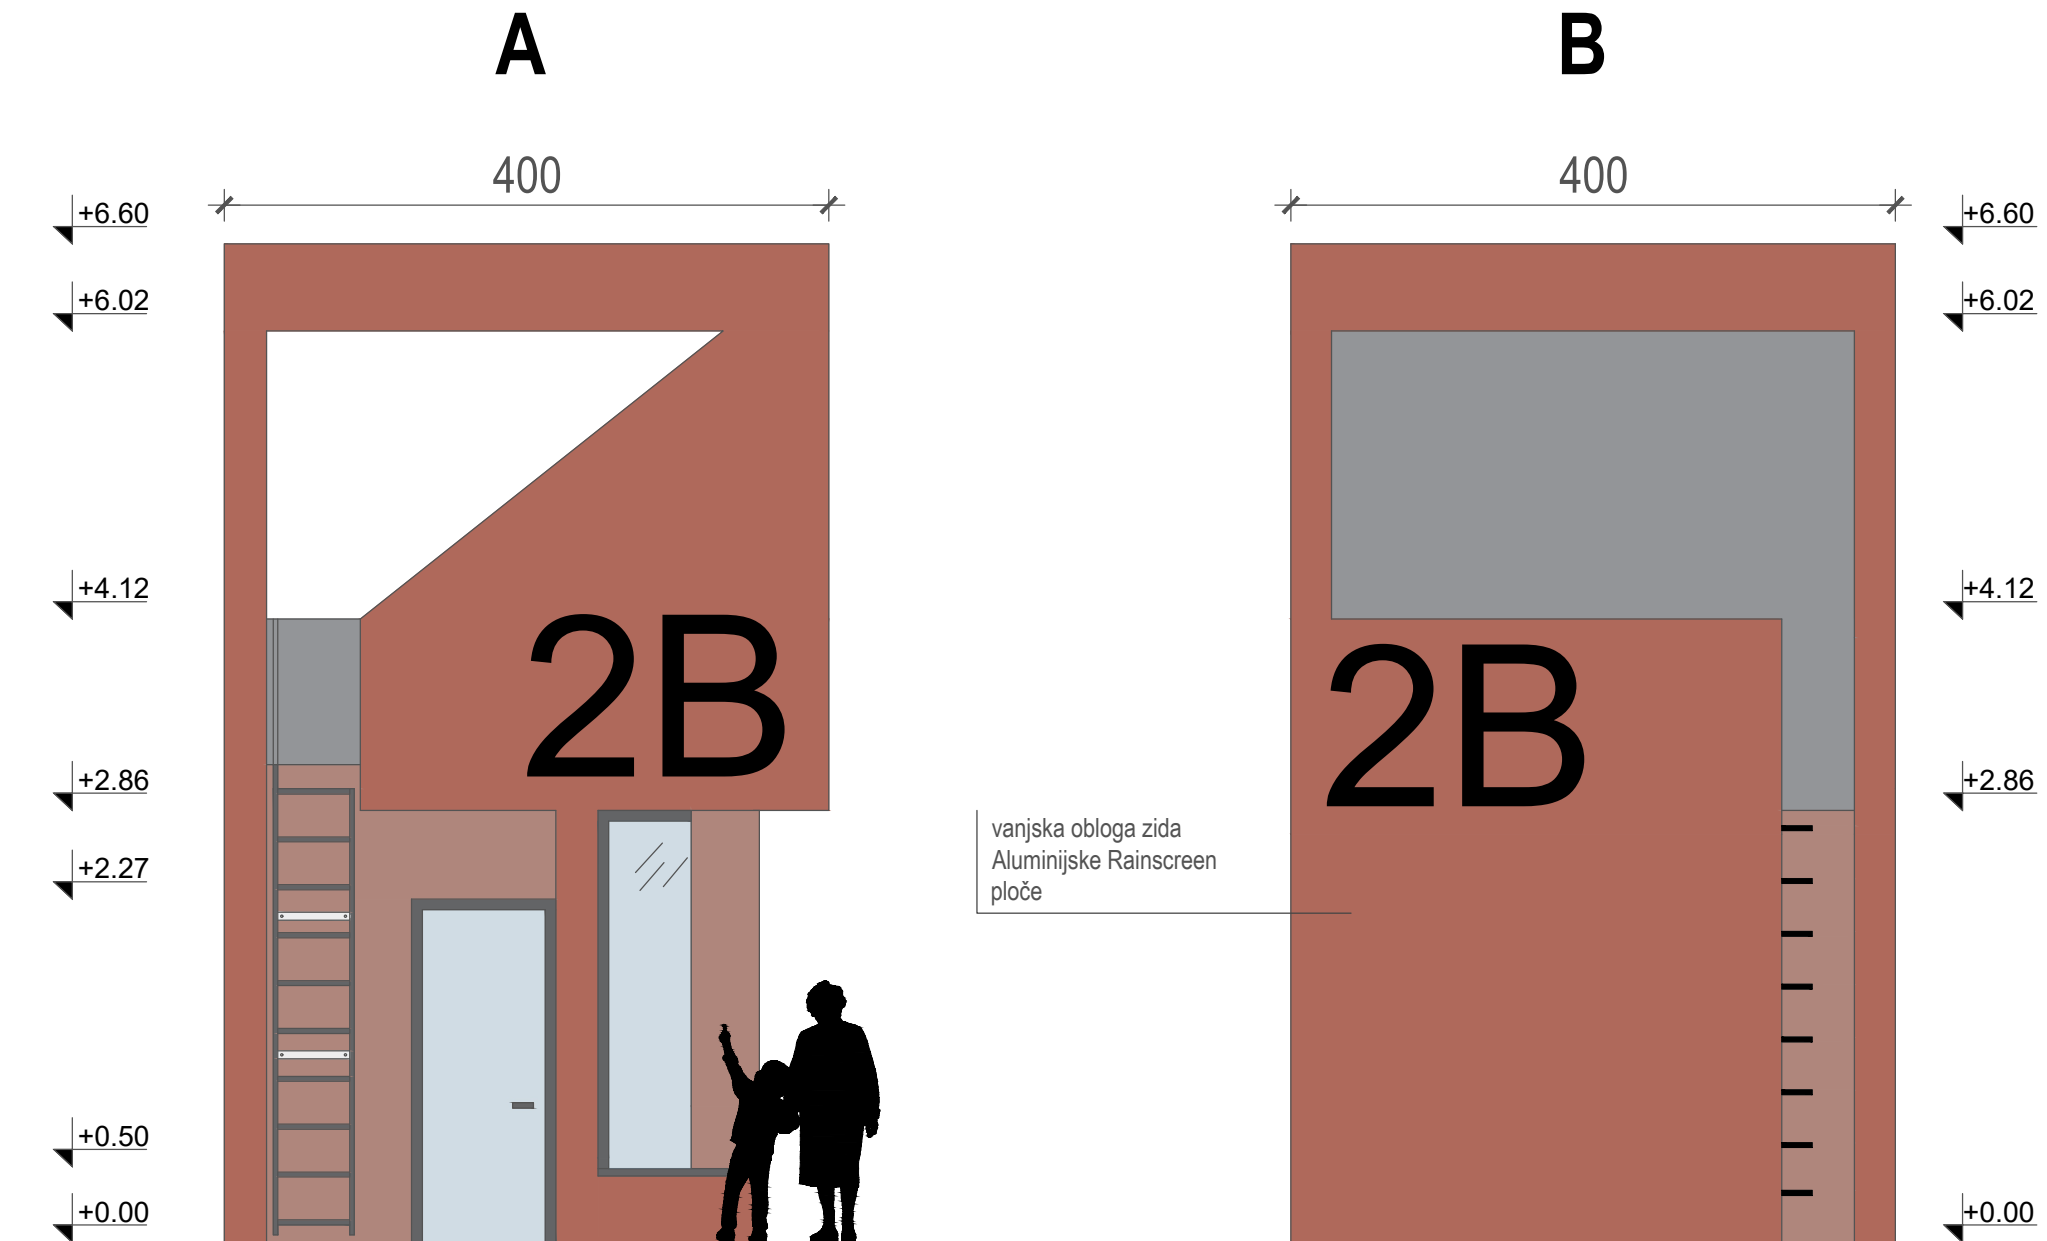 A
B
400
400
+6.60
+6.60
+6.02
+6.02
+4.12
+4.12
2B
2B
+2.86
+2.86
vanjska obloga zida
Aluminijske Rainscreen
ploče
+2.27
+0.50
+0.00
+0.00